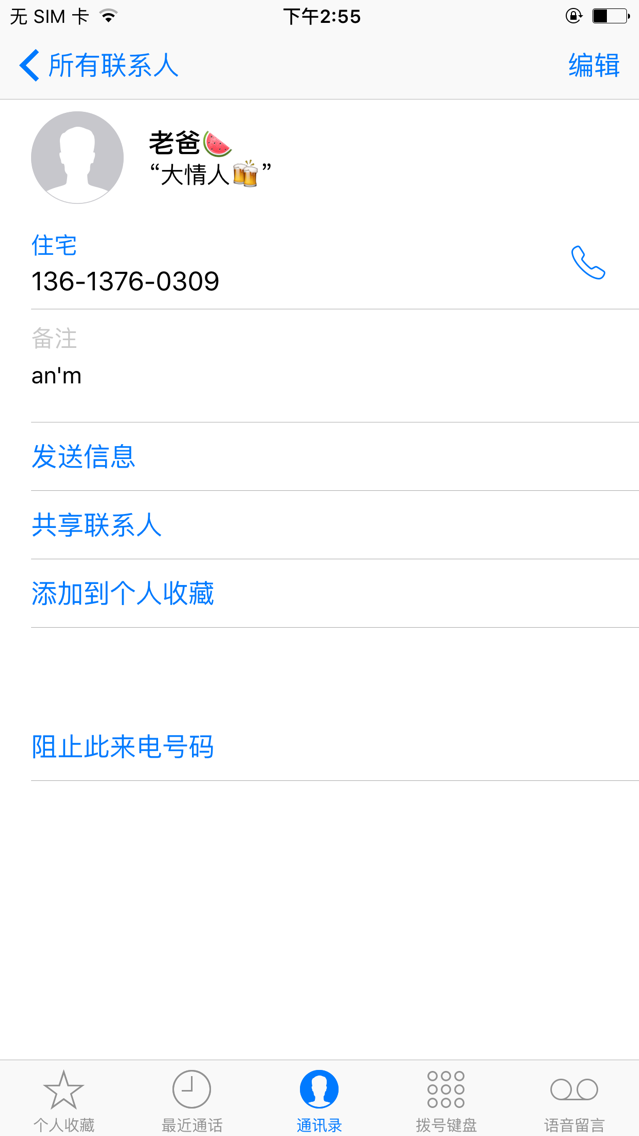 无 SIM 卡 下午2:55
所有联系人 编辑
老爸🍉
“大情人🍻”
住宅
136-1376-0309
备注
an'm
发送信息
共享联系人
添加到个人收藏
阻止此来电号码
个人收藏 最近通话 通讯录 拨号键盘 语音留言